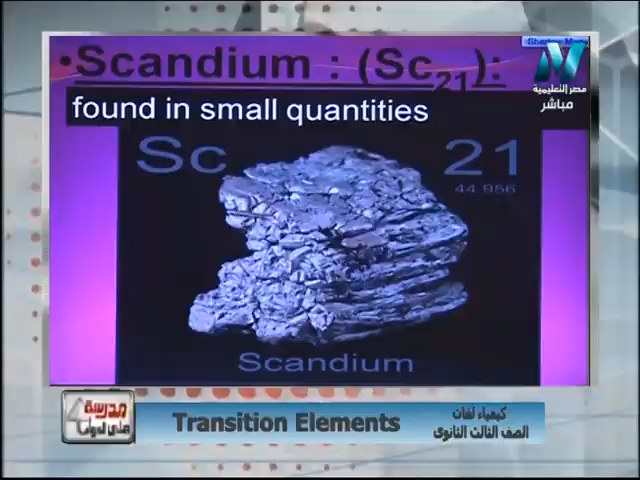 •Scandium : (Sc21):
found in small quantities
مصر التعليمية
مباشر
Sc
21
44.956
Scandium
مدرسة
على الهواء
Transition Elements
كيمياء لغات
الصف الثالث الثانوى